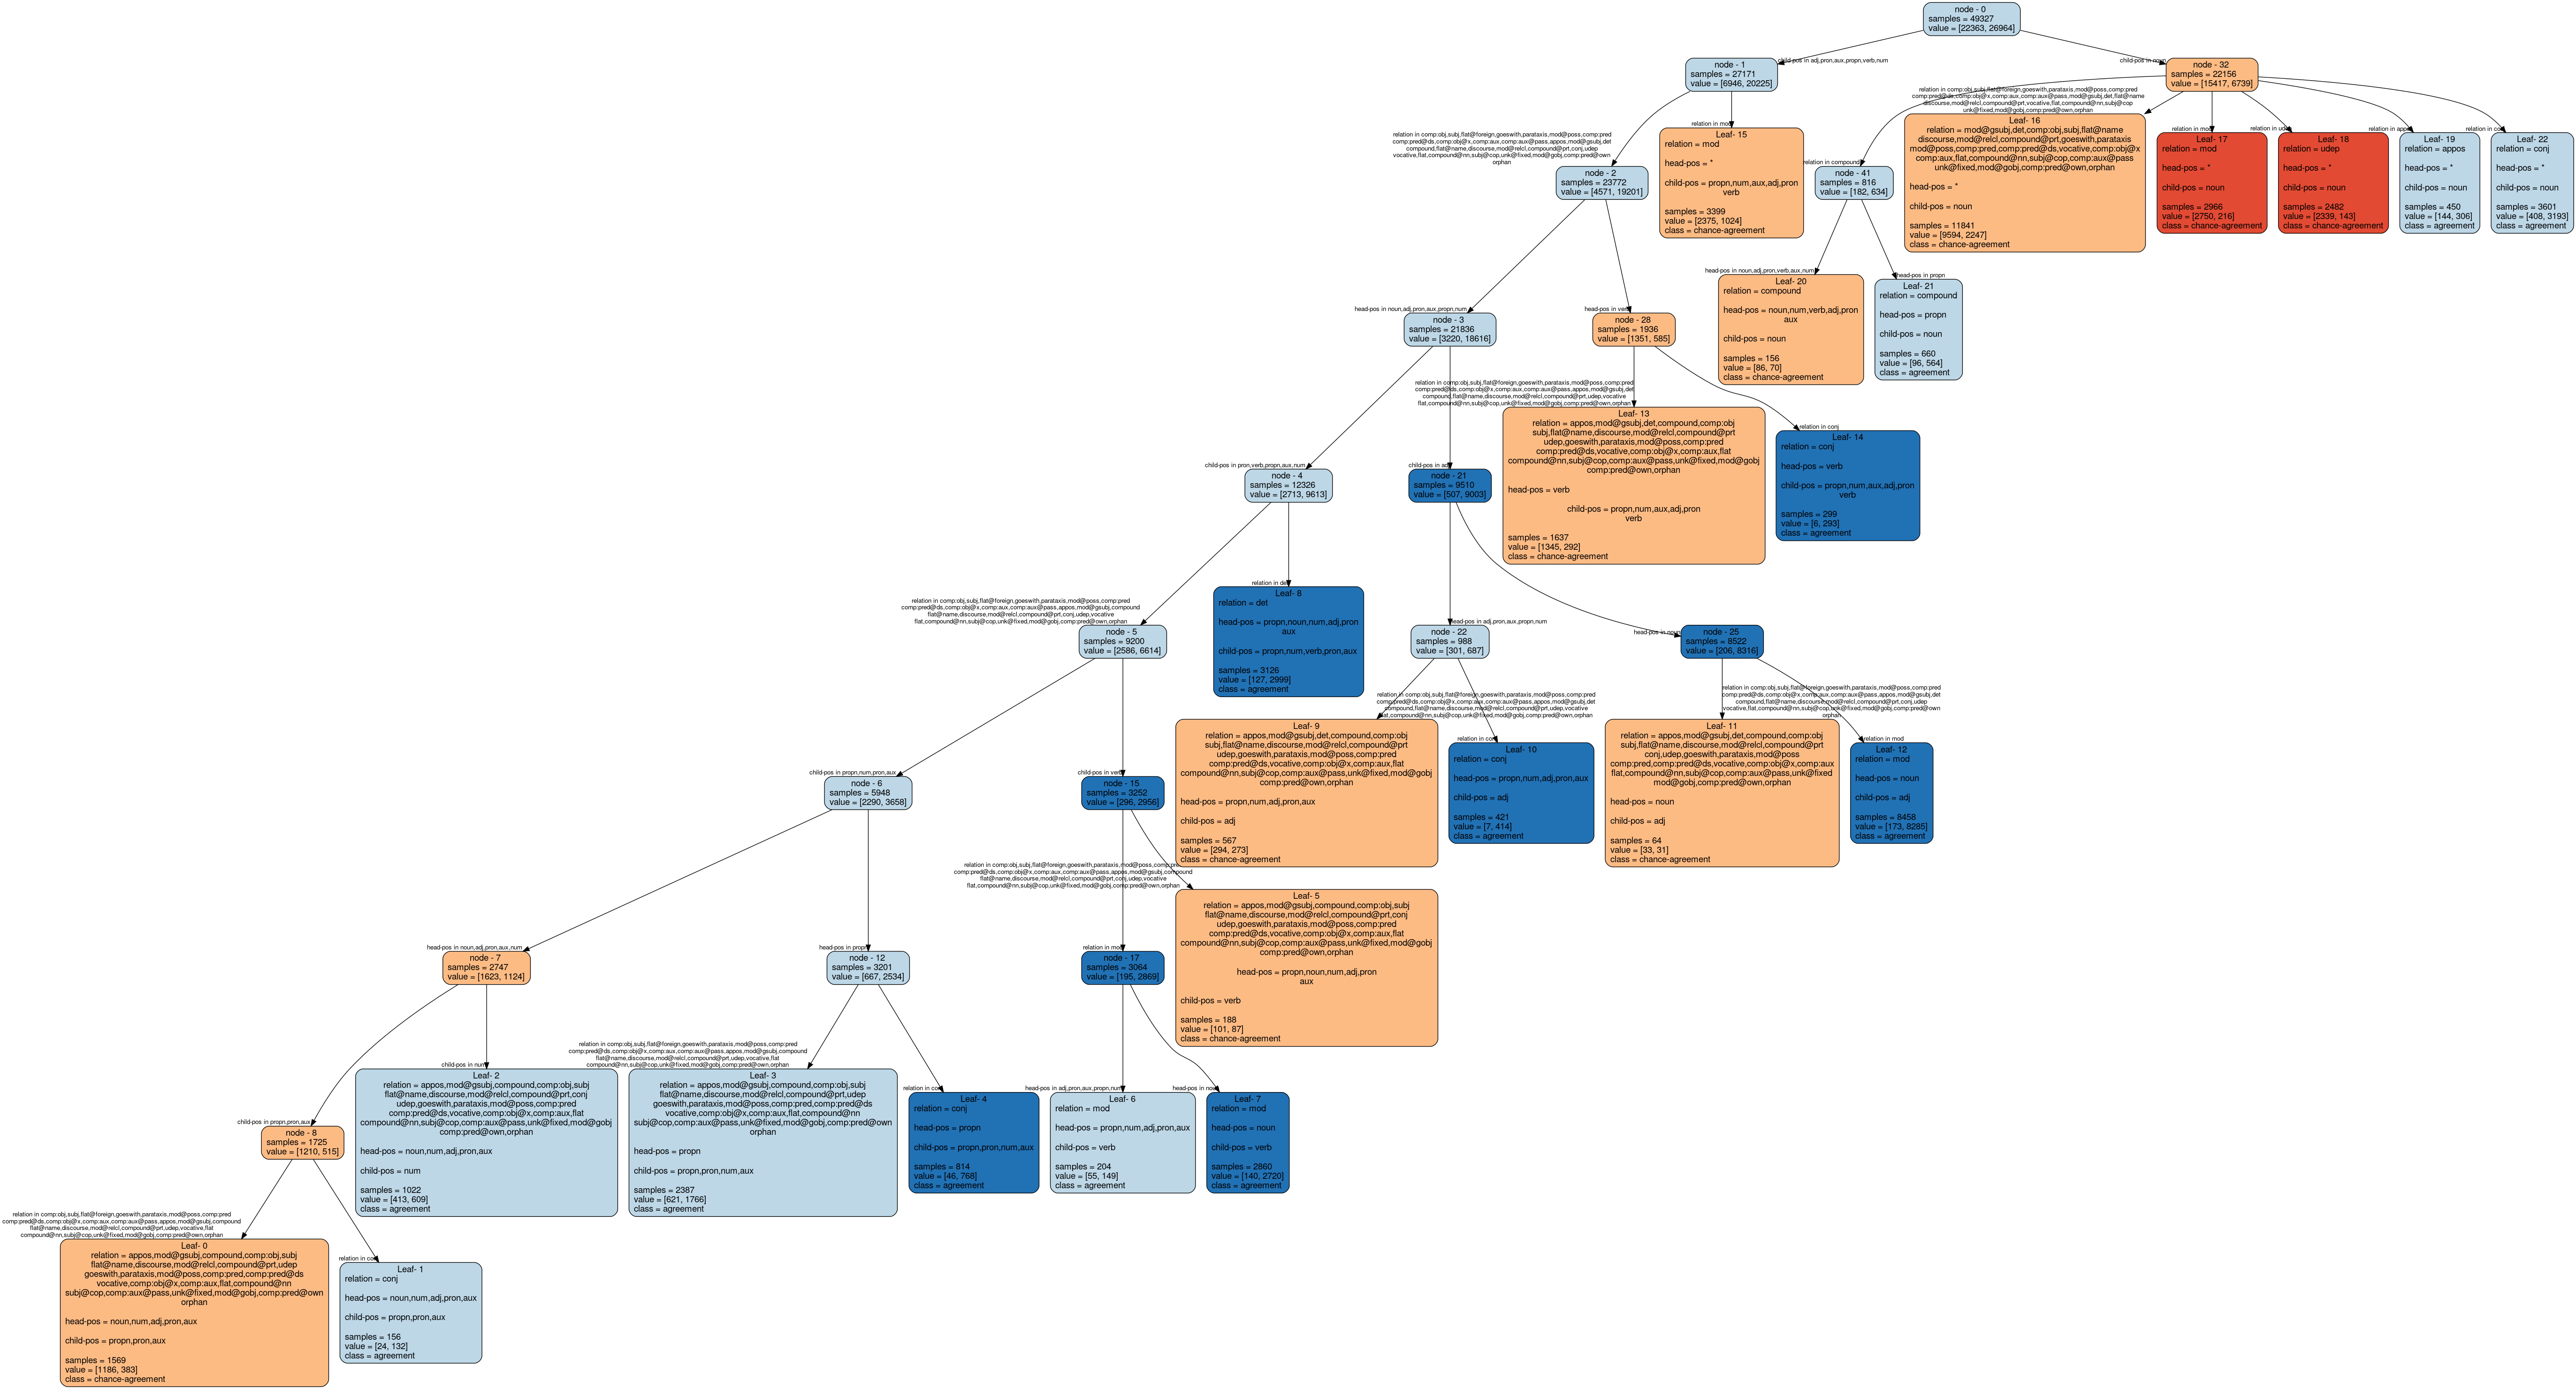 node - 0
samples = 49327
value = [22363, 26964]
child-pos in adj,pron,aux,propn,verb,num
node - 1
samples = 27171
value = [6946, 20225]
child-pos in noun
node - 32
samples = 22156
value = [15417, 6739]
relation in comp:obj,subj,flat@foreign,goeswith,parataxis,mod@poss,comp:pred
comp:pred@ds,comp:obj@x,comp:aux,comp:aux@pass,appos,mod@gsubj,det
compound,flat@name,discourse,mod@relcl,compound@prt,conj,udep
vocative,flat,compound@nn,subj@cop,unk@fixed,mod@gobj,comp:pred@own
orphan
node - 2
samples = 23772
value = [4571, 19201]
relation in mod
Leaf- 15
relation = mod
head-pos = *
child-pos = propn,num,aux,adj,pron
verb
samples = 3399
value = [2375, 1024]
class = chance-agreement
relation in compound
node - 41
samples = 816
value = [182, 634]
relation in comp:obj,subj,flat@foreign,goeswith,parataxis,mod@poss,comp:pred
comp:pred@ds,comp:obj@x,comp:aux,comp:aux@pass,mod@gsubj,det,flat@name
discourse,mod@relcl,compound@prt,vocative,flat,compound@nn,subj@cop
unk@fixed,mod@gobj,comp:pred@own,orphan
Leaf- 16
relation = mod@gsubj,det,comp:obj,subj,flat@name
discourse,mod@relcl,compound@prt,goeswith,parataxis
mod@poss,comp:pred,comp:pred@ds,vocative,comp:obj@x
comp:aux,flat,compound@nn,subj@cop,comp:aux@pass
unk@fixed,mod@gobj,comp:pred@own,orphan
head-pos = *
child-pos = noun
samples = 11841
value = [9594, 2247]
class = chance-agreement
relation in mod
Leaf- 17
relation = mod
head-pos = *
child-pos = noun
samples = 2966
value = [2750, 216]
class = chance-agreement
Leaf- 18
relation = udep
head-pos = *
child-pos = noun
samples = 2482
value = [2339, 143]
class = chance-agreement
Leaf- 19
relation = appos
head-pos = *
child-pos = noun
samples = 450
value = [144, 306]
class = agreement
Leaf- 22
relation = conj
head-pos = *
child-pos = noun
samples = 3601
value = [408, 3193]
class = agreement
head-pos in noun,adj,pron,verb,aux,num
Leaf- 20
relation = compound
head-pos = noun,num,verb,adj,pron
aux
child-pos = noun
samples = 156
value = [86, 70]
class = chance-agreement
head-pos in propn
Leaf- 21
relation = compound
head-pos = propn
child-pos = noun
samples = 660
value = [96, 564]
class = agreement
head-pos in noun,adj,pron,aux,propn,num
node - 3
samples = 21836
value = [3220, 18616]
head-pos in verb
node - 28
samples = 1936
value = [1351, 585]
relation in comp:obj,subj,flat@foreign,goeswith,parataxis,mod@poss,comp:pred
comp:pred@ds,comp:obj@x,comp:aux,comp:aux@pass,appos,mod@gsubj,det
compound,flat@name,discourse,mod@relcl,compound@prt,udep,vocative
flat,compound@nn,subj@cop,unk@fixed,mod@gobj,comp:pred@own,orphan
Leaf- 13
relation = appos,mod@gsubj,det,compound,comp:obj
subj,flat@name,discourse,mod@relcl,compound@prt
udep,goeswith,parataxis,mod@poss,comp:pred
comp:pred@ds,vocative,comp:obj@x,comp:aux,flat
compound@nn,subj@cop,comp:aux@pass,unk@fixed,mod@gobj
comp:pred@own,orphan
head-pos = verb
child-pos = propn,num,aux,adj,pron
verb
samples = 1637
value = [1345, 292]
class = chance-agreement
relation in conj
Leaf- 14
relation = conj
head-pos = verb
child-pos = propn,num,aux,adj,pron
verb
samples = 299
value = [6, 293]
class = agreement
child-pos in pron,verb,propn,aux,num
node - 4
samples = 12326
value = [2713, 9613]
child-pos in adj
node - 21
samples = 9510
value = [507, 9003]
relation in comp:obj,subj,flat@foreign,goeswith,parataxis,mod@poss,comp:pred
comp:pred@ds,comp:obj@x,comp:aux,comp:aux@pass,appos,mod@gsubj,compound
flat@name,discourse,mod@relcl,compound@prt,conj,udep,vocative
flat,compound@nn,subj@cop,unk@fixed,mod@gobj,comp:pred@own,orphan
node - 5
samples = 9200
value = [2586, 6614]
relation in det
Leaf- 8
relation = det
head-pos = propn,noun,num,adj,pron
aux
child-pos = propn,num,verb,pron,aux
samples = 3126
value = [127, 2999]
class = agreement
head-pos in adj,pron,aux,propn,num
node - 22
samples = 988
value = [301, 687]
head-pos in noun
node - 25
samples = 8522
value = [206, 8316]
relation in comp:obj,subj,flat@foreign,goeswith,parataxis,mod@poss,comp:pred
comp:pred@ds,comp:obj@x,comp:aux,comp:aux@pass,appos,mod@gsubj,det
compound,flat@name,discourse,mod@relcl,compound@prt,udep,vocative
flat,compound@nn,subj@cop,unk@fixed,mod@gobj,comp:pred@own,orphan
Leaf- 9
relation = appos,mod@gsubj,det,compound,comp:obj
subj,flat@name,discourse,mod@relcl,compound@prt
udep,goeswith,parataxis,mod@poss,comp:pred
comp:pred@ds,vocative,comp:obj@x,comp:aux,flat
compound@nn,subj@cop,comp:aux@pass,unk@fixed,mod@gobj
comp:pred@own,orphan
head-pos = propn,num,adj,pron,aux
child-pos = adj
samples = 567
value = [294, 273]
class = chance-agreement
Leaf- 10
relation = conj
head-pos = propn,num,adj,pron,aux
child-pos = adj
samples = 421
value = [7, 414]
class = agreement
relation in comp:obj,subj,flat@foreign,goeswith,parataxis,mod@poss,comp:pred
comp:pred@ds,comp:obj@x,comp:aux,comp:aux@pass,appos,mod@gsubj,det
compound,flat@name,discourse,mod@relcl,compound@prt,conj,udep
vocative,flat,compound@nn,subj@cop,unk@fixed,mod@gobj,comp:pred@own
orphan
Leaf- 11
relation = appos,mod@gsubj,det,compound,comp:obj
subj,flat@name,discourse,mod@relcl,compound@prt
conj,udep,goeswith,parataxis,mod@poss
comp:pred,comp:pred@ds,vocative,comp:obj@x,comp:aux
flat,compound@nn,subj@cop,comp:aux@pass,unk@fixed
mod@gobj,comp:pred@own,orphan
head-pos = noun
child-pos = adj
samples = 64
value = [33, 31]
class = chance-agreement
relation in mod
Leaf- 12
relation = mod
head-pos = noun
child-pos = adj
samples = 8458
value = [173, 8285]
class = agreement
child-pos in propn,num,pron,aux
node - 6
samples = 5948
value = [2290, 3658]
child-pos in verb
node - 15
samples = 3252
value = [296, 2956]
relation in comp:obj,subj,flat@foreign,goeswith,parataxis,mod@poss,comp:pred
comp:pred@ds,comp:obj@x,comp:aux,comp:aux@pass,appos,mod@gsubj,compound
flat@name,discourse,mod@relcl,compound@prt,conj,udep,vocative
flat,compound@nn,subj@cop,unk@fixed,mod@gobj,comp:pred@own,orphan
Leaf- 5
relation = appos,mod@gsubj,compound,comp:obj,subj
flat@name,discourse,mod@relcl,compound@prt,conj
udep,goeswith,parataxis,mod@poss,comp:pred
comp:pred@ds,vocative,comp:obj@x,comp:aux,flat
compound@nn,subj@cop,comp:aux@pass,unk@fixed,mod@gobj
comp:pred@own,orphan
head-pos = propn,noun,num,adj,pron
aux
child-pos = verb
samples = 188
value = [101, 87]
class = chance-agreement
head-pos in noun,adj,pron,aux,num
node - 7
samples = 2747
value = [1623, 1124]
head-pos in propn
node - 12
samples = 3201
value = [667, 2534]
relation in mod
node - 17
samples = 3064
value = [195, 2869]
child-pos in num
Leaf- 2
relation = appos,mod@gsubj,compound,comp:obj,subj
flat@name,discourse,mod@relcl,compound@prt,conj
udep,goeswith,parataxis,mod@poss,comp:pred
comp:pred@ds,vocative,comp:obj@x,comp:aux,flat
compound@nn,subj@cop,comp:aux@pass,unk@fixed,mod@gobj
comp:pred@own,orphan
head-pos = noun,num,adj,pron,aux
child-pos = num
samples = 1022
value = [413, 609]
class = agreement
relation in comp:obj,subj,flat@foreign,goeswith,parataxis,mod@poss,comp:pred
comp:pred@ds,comp:obj@x,comp:aux,comp:aux@pass,appos,mod@gsubj,compound
flat@name,discourse,mod@relcl,compound@prt,udep,vocative,flat
compound@nn,subj@cop,unk@fixed,mod@gobj,comp:pred@own,orphan
Leaf- 3
relation = appos,mod@gsubj,compound,comp:obj,subj
flat@name,discourse,mod@relcl,compound@prt,udep
goeswith,parataxis,mod@poss,comp:pred,comp:pred@ds
vocative,comp:obj@x,comp:aux,flat,compound@nn
subj@cop,comp:aux@pass,unk@fixed,mod@gobj,comp:pred@own
orphan
head-pos = propn
child-pos = propn,pron,num,aux
samples = 2387
value = [621, 1766]
class = agreement
Leaf- 4
relation = conj
head-pos = propn
child-pos = propn,pron,num,aux
samples = 814
value = [46, 768]
class = agreement
head-pos in adj,pron,aux,propn,num
Leaf- 6
relation = mod
head-pos = propn,num,adj,pron,aux
child-pos = verb
samples = 204
value = [55, 149]
class = agreement
head-pos in noun
Leaf- 7
relation = mod
head-pos = noun
child-pos = verb
samples = 2860
value = [140, 2720]
class = agreement
child-pos in propn,pron,aux
node - 8
samples = 1725
value = [1210, 515]
relation in comp:obj,subj,flat@foreign,goeswith,parataxis,mod@poss,comp:pred
comp:pred@ds,comp:obj@x,comp:aux,comp:aux@pass,appos,mod@gsubj,compound
flat@name,discourse,mod@relcl,compound@prt,udep,vocative,flat
compound@nn,subj@cop,unk@fixed,mod@gobj,comp:pred@own,orphan
Leaf- 0
relation = appos,mod@gsubj,compound,comp:obj,subj
flat@name,discourse,mod@relcl,compound@prt,udep
goeswith,parataxis,mod@poss,comp:pred,comp:pred@ds
vocative,comp:obj@x,comp:aux,flat,compound@nn
subj@cop,comp:aux@pass,unk@fixed,mod@gobj,comp:pred@own
orphan
head-pos = noun,num,adj,pron,aux
child-pos = propn,pron,aux
samples = 1569
value = [1186, 383]
class = chance-agreement
Leaf- 1
relation = conj
head-pos = noun,num,adj,pron,aux
child-pos = propn,pron,aux
samples = 156
value = [24, 132]
class = agreement